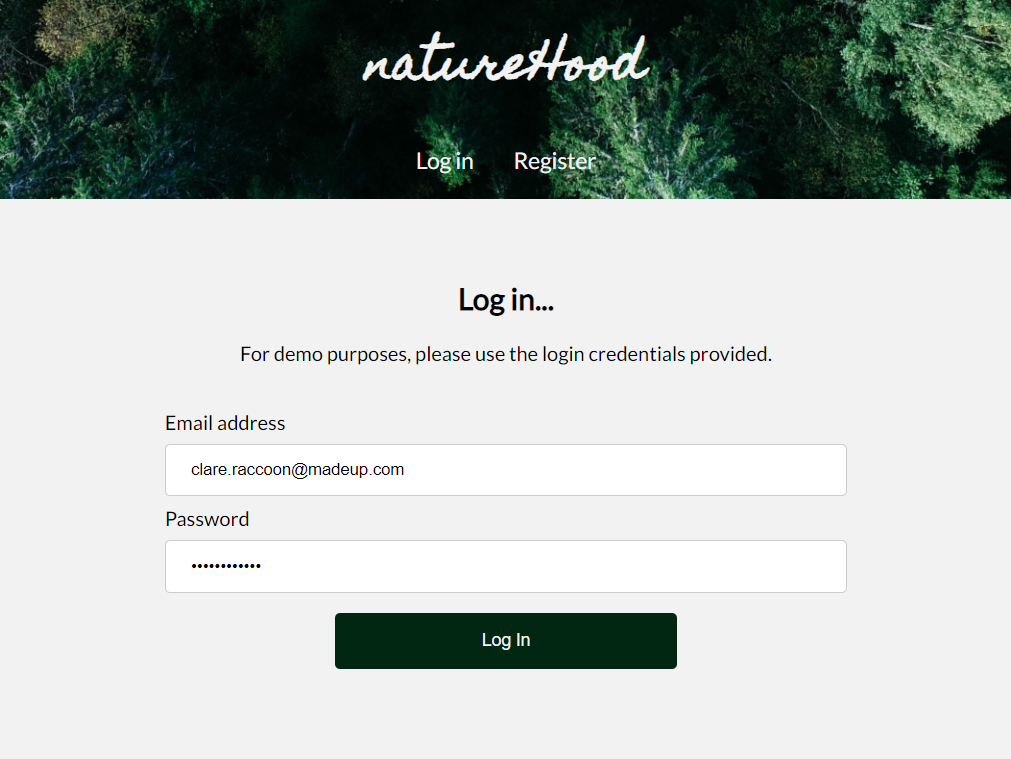 natureHood
Log in Register
Log in...
For demo purposes, please use the login credentials provided.
Email address
clare.raccoon@madeup.com
Password
••••••••••••
Log In